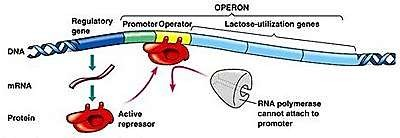 OPERON
Regulatory
gene
Promoter Operator
Lactose-utilization genes
DNA
mRNA
Protein
Active
repressor
RNA polymerase
cannot attach to
promoter